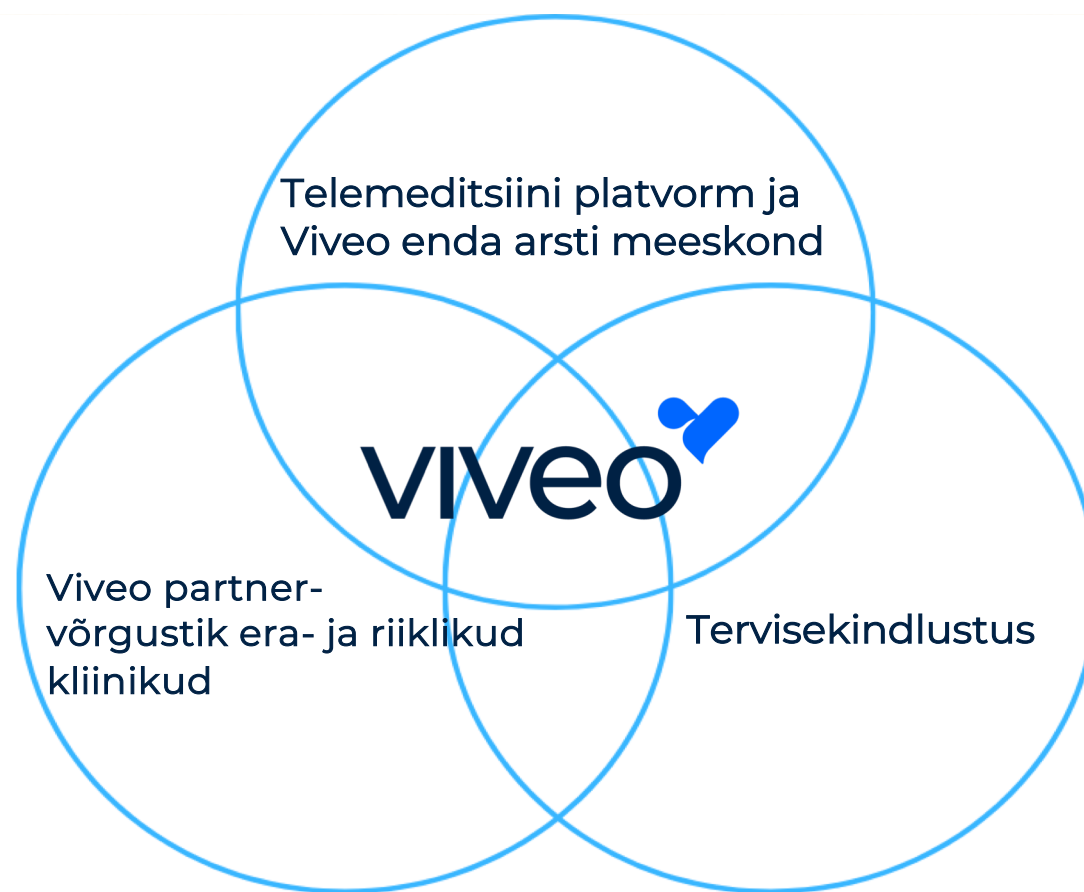 Telemeditsiini platvorm ja
Viveo enda arsti meeskond
viveo
Viveo partner-
võrgustik era- ja riiklikud
kliinikud
Tervisekindlustus